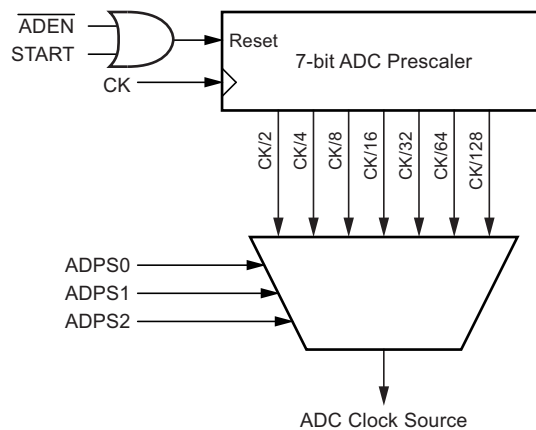 ADEN
START
CK
Reset
7-bit ADC Prescaler
CK/2
CK/4
CK/8
CK/16
CK/32
CK/64
CK/128
ADPS0
ADPS1
ADPS2
ADC Clock Source